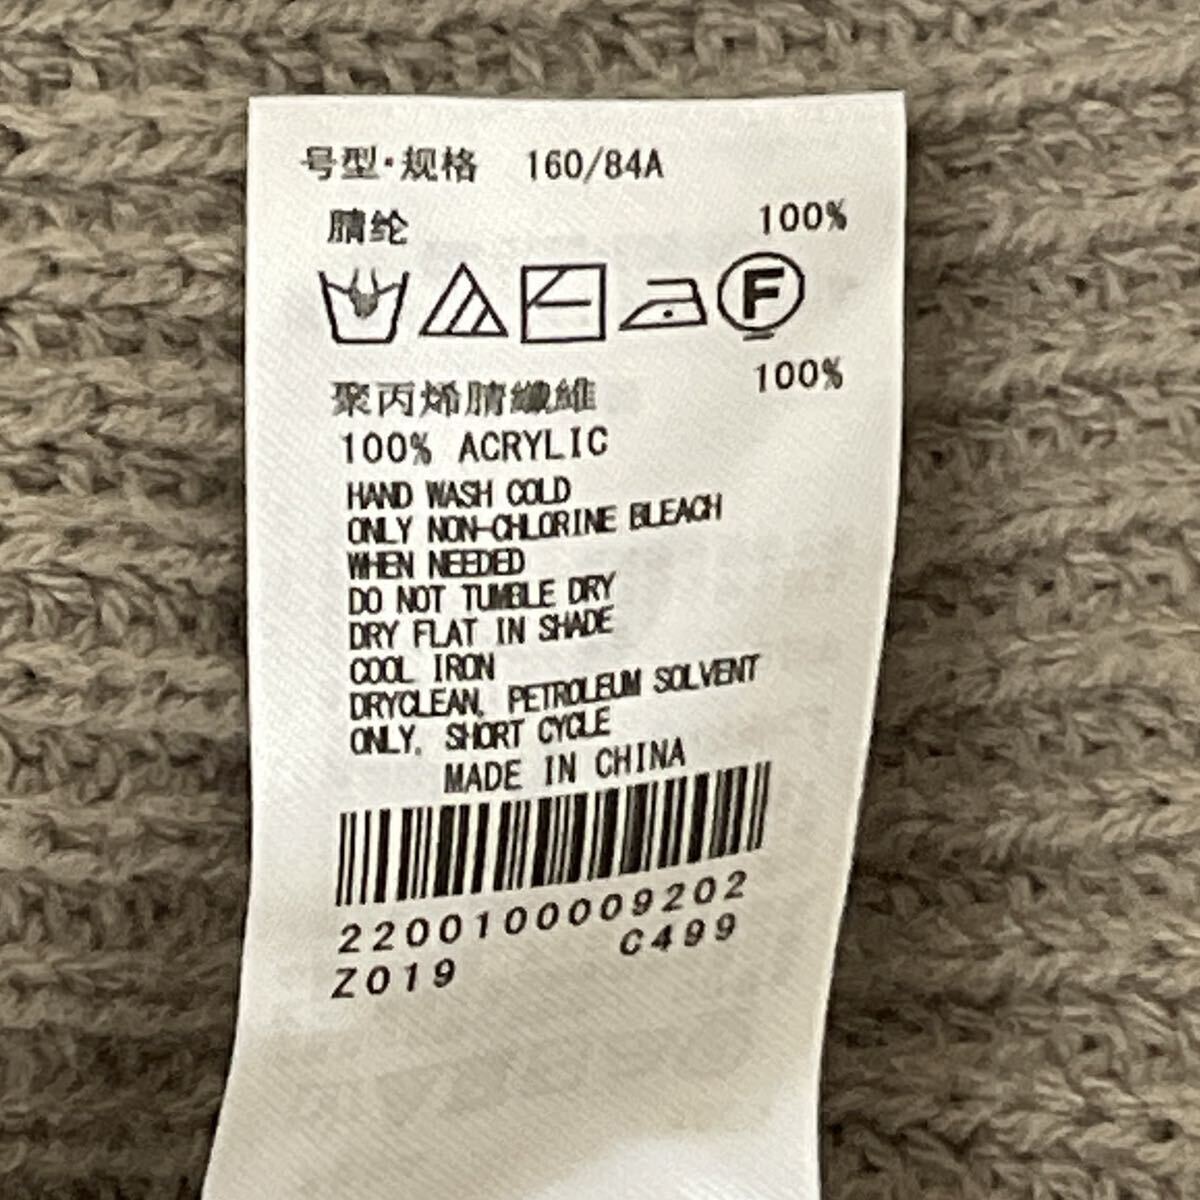 号型·规格 160/84A
腈纶 100%
F
聚丙烯腈纖維 100%
100% ACRYLIC
HAND WASH COLD
ONLY NON-CHLORINE BLEACH
WHEN NEEDED
DO NOT TUMBLE DRY
DRY FLAT IN SHADE
COOL IRON
DRYCLEAN, PETROLEUM SOLVENT
ONLY, SHORT CYCLE
MADE IN CHINA
2200100009202
C499
Z019